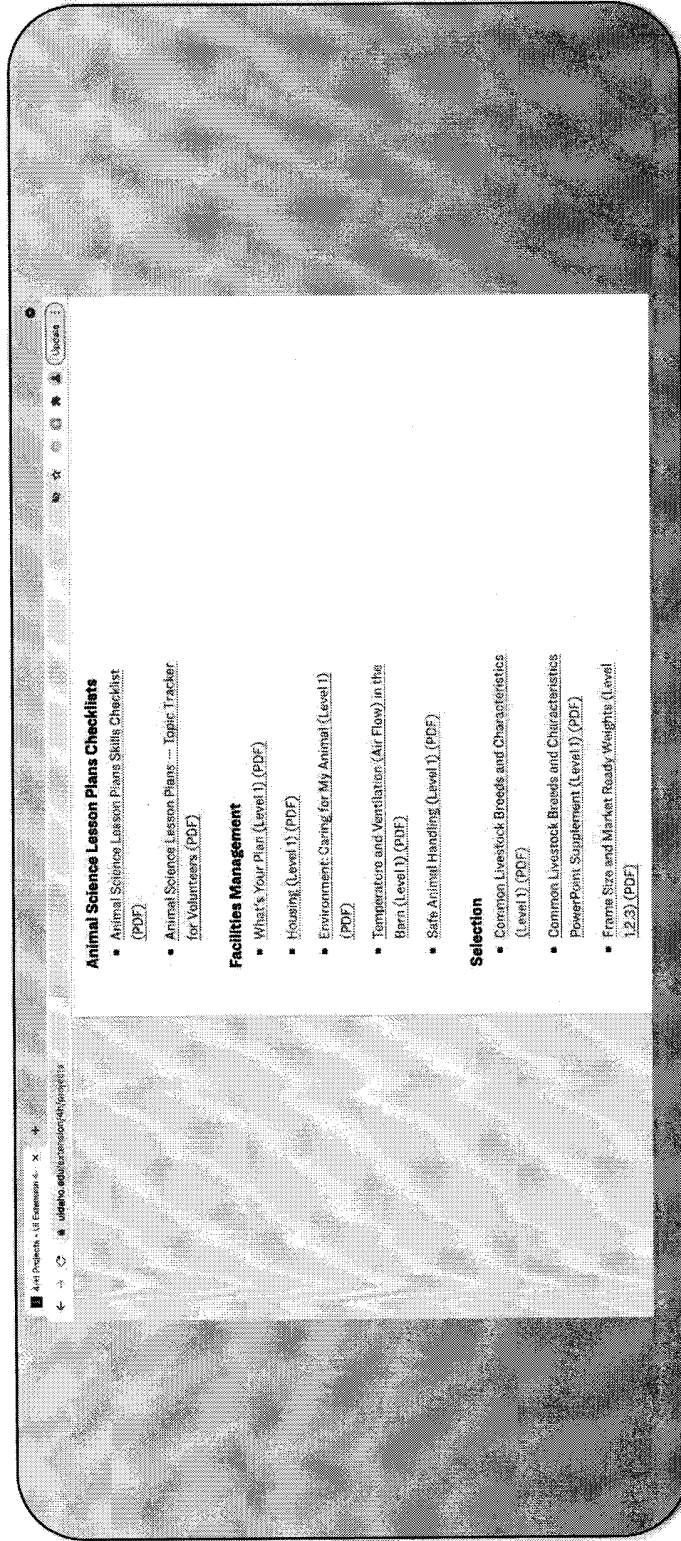 4-H Projects • UI Extension 4-
uidaho.edu/extension/4h/projects
Update
Animal Science Lesson Plans Checklists
Animal Science Lesson Plans Skills Checklist
(PDF)
Animal Science Lesson Plans — Topic Tracker
for Volunteers (PDF)
Facilities Management
What's Your Plan (Level 1) (PDF)
Housing (Level 1) (PDF)
Environment: Caring for My Animal (Level 1)
(PDF)
Temperature and Ventilation (Air Flow) in the
Barn (Level 1) (PDF)
Safe Animal Handling (Level 1) (PDF)
Selection
Common Livestock Breeds and Characteristics
(Level 1) (PDF)
Common Livestock Breeds and Characteristics
PowerPoint Supplement (Level 1) (PDF)
Frame Size and Market Ready Weights (Level
1,2,3) (PDF)